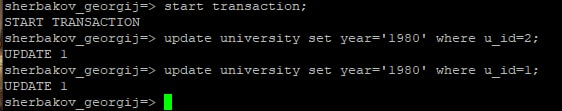 sherbakov_georgij=> start transaction;
START TRANSACTION
sherbakov_georgij=> update university set year='1980' where u_id=2;
UPDATE 1
sherbakov_georgij=> update university set year='1980' where u_id=1;
UPDATE 1
sherbakov_georgij=>